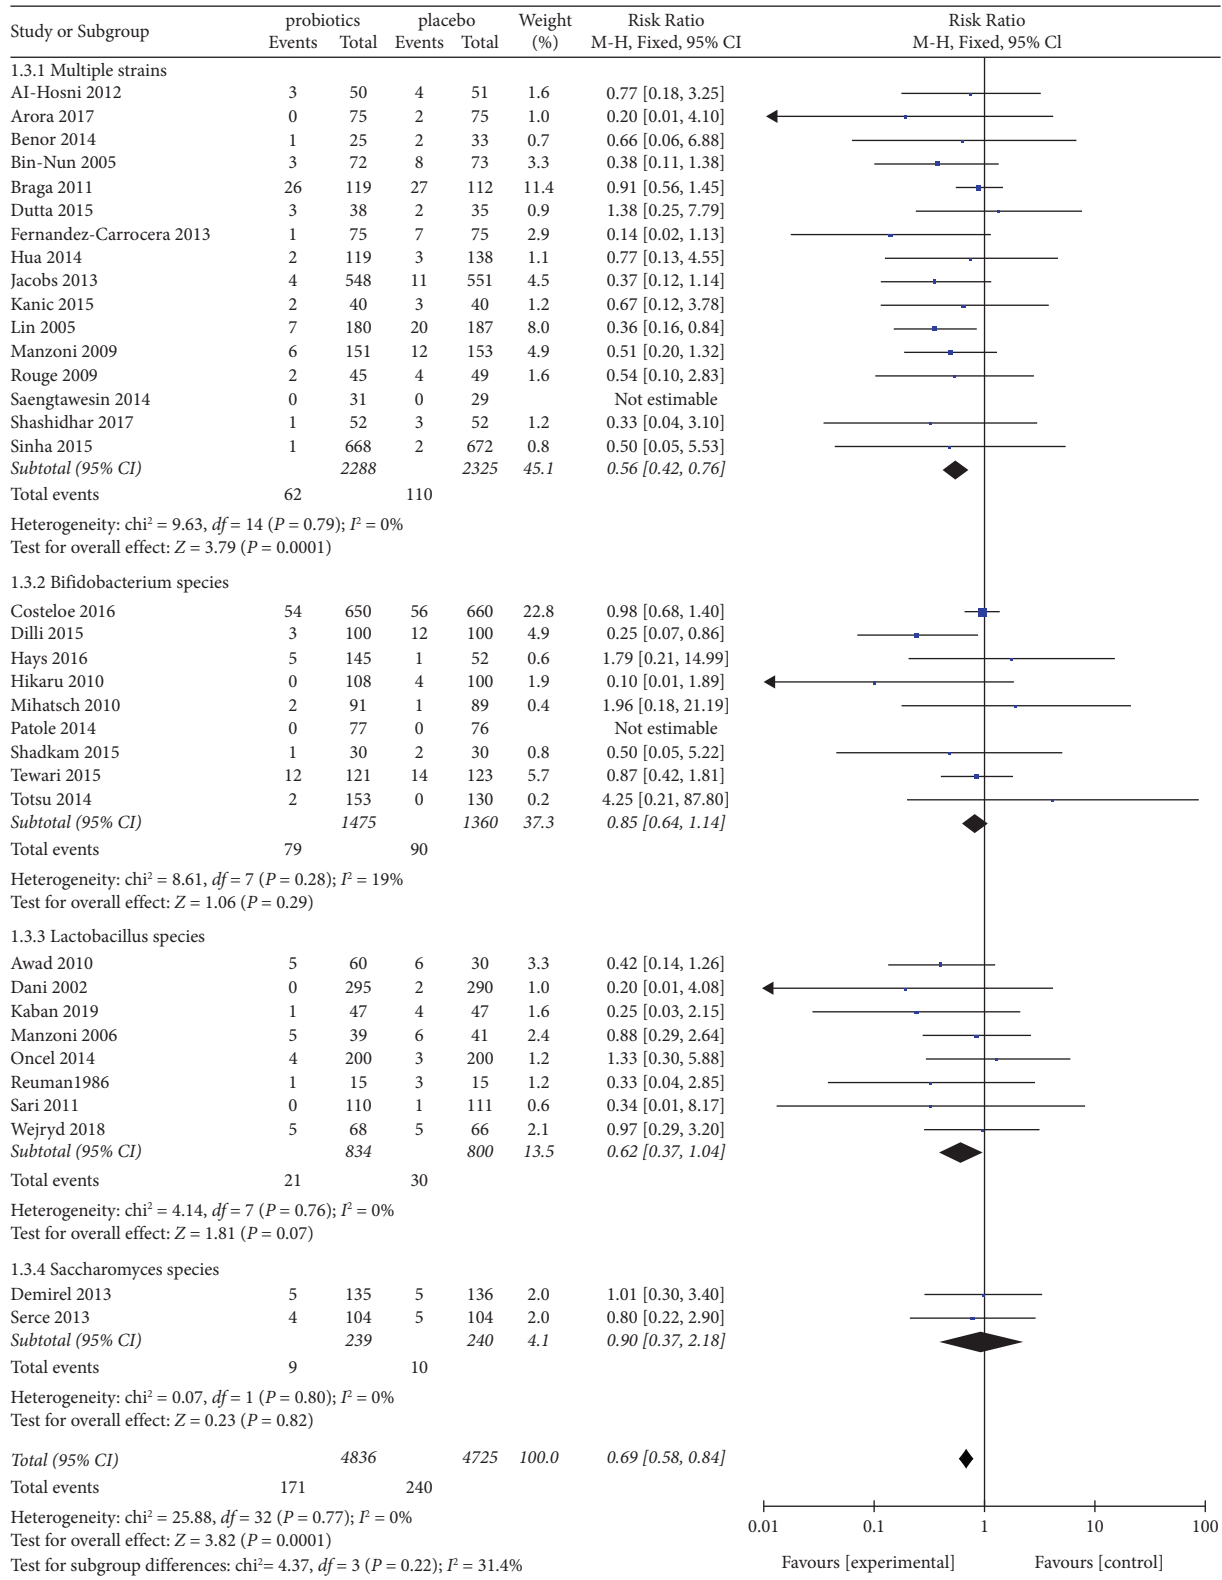 Study or Subgroup probiotics placebo Weight Risk Ratio Risk Ratio
Events Total Events Total (%) M-H, Fixed, 95% CI M-H, Fixed, 95% Cl
1.3.1 Multiple strains
AI-Hosni 2012 3 50 4 51 1.6 0.77 [0.18, 3.25]
Arora 2017 0 75 2 75 1.0 0.20 [0.01, 4.10]
Benor 2014 1 25 2 33 0.7 0.66 [0.06, 6.88]
Bin-Nun 2005 3 72 8 73 3.3 0.38 [0.11, 1.38]
Braga 2011 26 119 27 112 11.4 0.91 [0.56, 1.45]
Dutta 2015 3 38 2 35 0.9 1.38 [0.25, 7.79]
Fernandez-Carrocera 2013 1 75 7 75 2.9 0.14 [0.02, 1.13]
Hua 2014 2 119 3 138 1.1 0.77 [0.13, 4.55]
Jacobs 2013 4 548 11 551 4.5 0.37 [0.12, 1.14]
Kanic 2015 2 40 3 40 1.2 0.67 [0.12, 3.78]
Lin 2005 7 180 20 187 8.0 0.36 [0.16, 0.84]
Manzoni 2009 6 151 12 153 4.9 0.51 [0.20, 1.32]
Rouge 2009 2 45 4 49 1.6 0.54 [0.10, 2.83]
Saengtawesin 2014 0 31 0 29 Not estimable
Shashidhar 2017 1 52 3 52 1.2 0.33 [0.04, 3.10]
Sinha 2015 1 668 2 672 0.8 0.50 [0.05, 5.53]
Subtotal (95% CI) 2288 2325 45.1 0.56 [0.42, 0.76]
Total events 62 110
Heterogeneity: chi² = 9.63, df = 14 (P = 0.79); I² = 0%
Test for overall effect: Z = 3.79 (P = 0.0001)
1.3.2 Bifidobacterium species
Costeloe 2016 54 650 56 660 22.8 0.98 [0.68, 1.40]
Dilli 2015 3 100 12 100 4.9 0.25 [0.07, 0.86]
Hays 2016 5 145 1 52 0.6 1.79 [0.21, 14.99]
Hikaru 2010 0 108 4 100 1.9 0.10 [0.01, 1.89]
Mihatsch 2010 2 91 1 89 0.4 1.96 [0.18, 21.19]
Patole 2014 0 77 0 76 Not estimable
Shadkam 2015 1 30 2 30 0.8 0.50 [0.05, 5.22]
Tewari 2015 12 121 14 123 5.7 0.87 [0.42, 1.81]
Totsu 2014 2 153 0 130 0.2 4.25 [0.21, 87.80]
Subtotal (95% CI) 1475 1360 37.3 0.85 [0.64, 1.14]
Total events 79 90
Heterogeneity: chi² = 8.61, df = 7 (P = 0.28); I² = 19%
Test for overall effect: Z = 1.06 (P = 0.29)
1.3.3 Lactobacillus species
Awad 2010 5 60 6 30 3.3 0.42 [0.14, 1.26]
Dani 2002 0 295 2 290 1.0 0.20 [0.01, 4.08]
Kaban 2019 1 47 4 47 1.6 0.25 [0.03, 2.15]
Manzoni 2006 5 39 6 41 2.4 0.88 [0.29, 2.64]
Oncel 2014 4 200 3 200 1.2 1.33 [0.30, 5.88]
Reuman1986 1 15 3 15 1.2 0.33 [0.04, 2.85]
Sari 2011 0 110 1 111 0.6 0.34 [0.01, 8.17]
Wejryd 2018 5 68 5 66 2.1 0.97 [0.29, 3.20]
Subtotal (95% CI) 834 800 13.5 0.62 [0.37, 1.04]
Total events 21 30
Heterogeneity: chi² = 4.14, df = 7 (P = 0.76); I² = 0%
Test for overall effect: Z = 1.81 (P = 0.07)
1.3.4 Saccharomyces species
Demirel 2013 5 135 5 136 2.0 1.01 [0.30, 3.40]
Serce 2013 4 104 5 104 2.0 0.80 [0.22, 2.90]
Subtotal (95% CI) 239 240 4.1 0.90 [0.37, 2.18]
Total events 9 10
Heterogeneity: chi² = 0.07, df = 1 (P = 0.80); I² = 0%
Test for overall effect: Z = 0.23 (P = 0.82)
Total (95% CI) 4836 4725 100.0 0.69 [0.58, 0.84]
Total events 171 240
Heterogeneity: chi² = 25.88, df = 32 (P = 0.77); I² = 0%
Test for overall effect: Z = 3.82 (P = 0.0001)
Test for subgroup differences: chi²= 4.37, df = 3 (P = 0.22); I² = 31.4%
0.01 0.1 1 10 100
Favours [experimental] Favours [control]